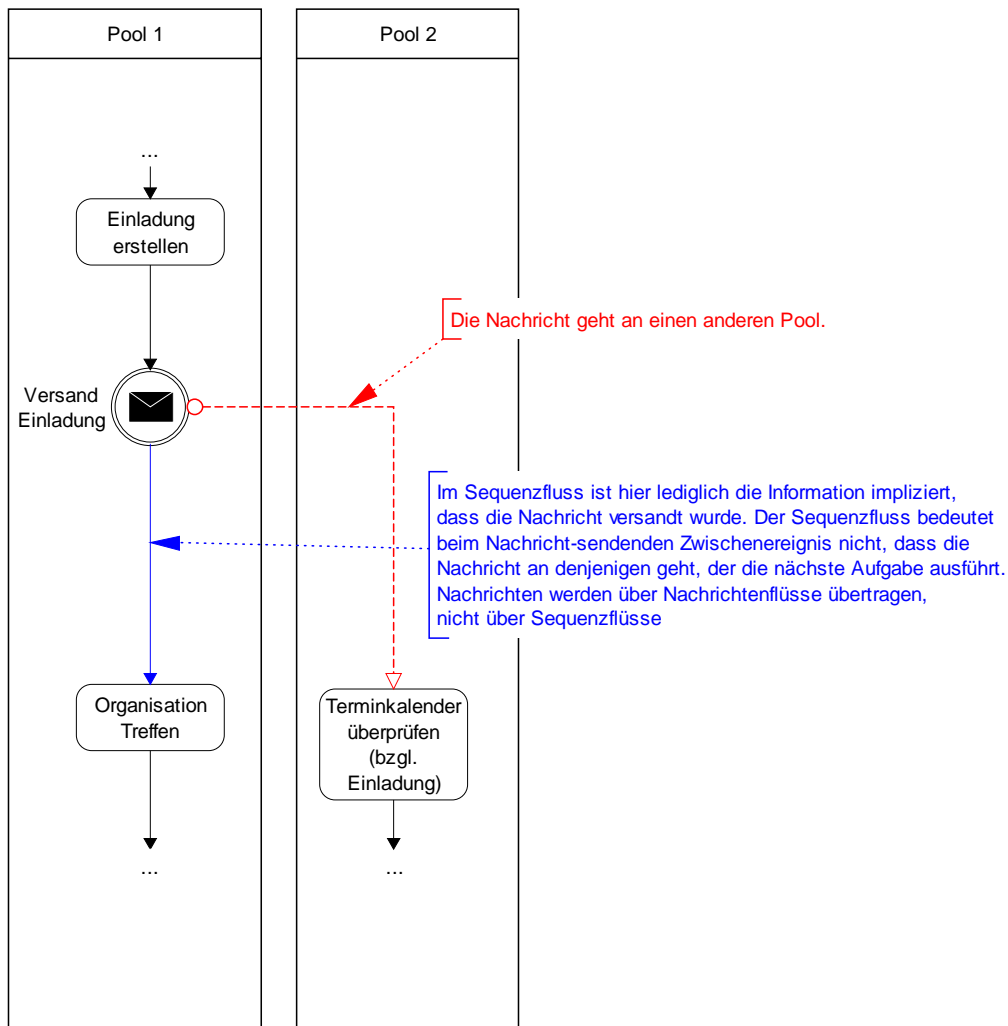 Pool 1
Pool 2
...
Einladung
erstellen
Die Nachricht geht an einen anderen Pool.
Versand
Einladung
Im Sequenzfluss ist hier lediglich die Information impliziert,
dass die Nachricht versandt wurde. Der Sequenzfluss bedeutet
beim Nachricht-sendenden Zwischenereignis nicht, dass die
Nachricht an denjenigen geht, der die nächste Aufgabe ausführt.
Nachrichten werden über Nachrichtenflüsse übertragen,
nicht über Sequenzflüsse
Organisation
Treffen
Terminkalender
überprüfen
(bzgl.
Einladung)
...
...